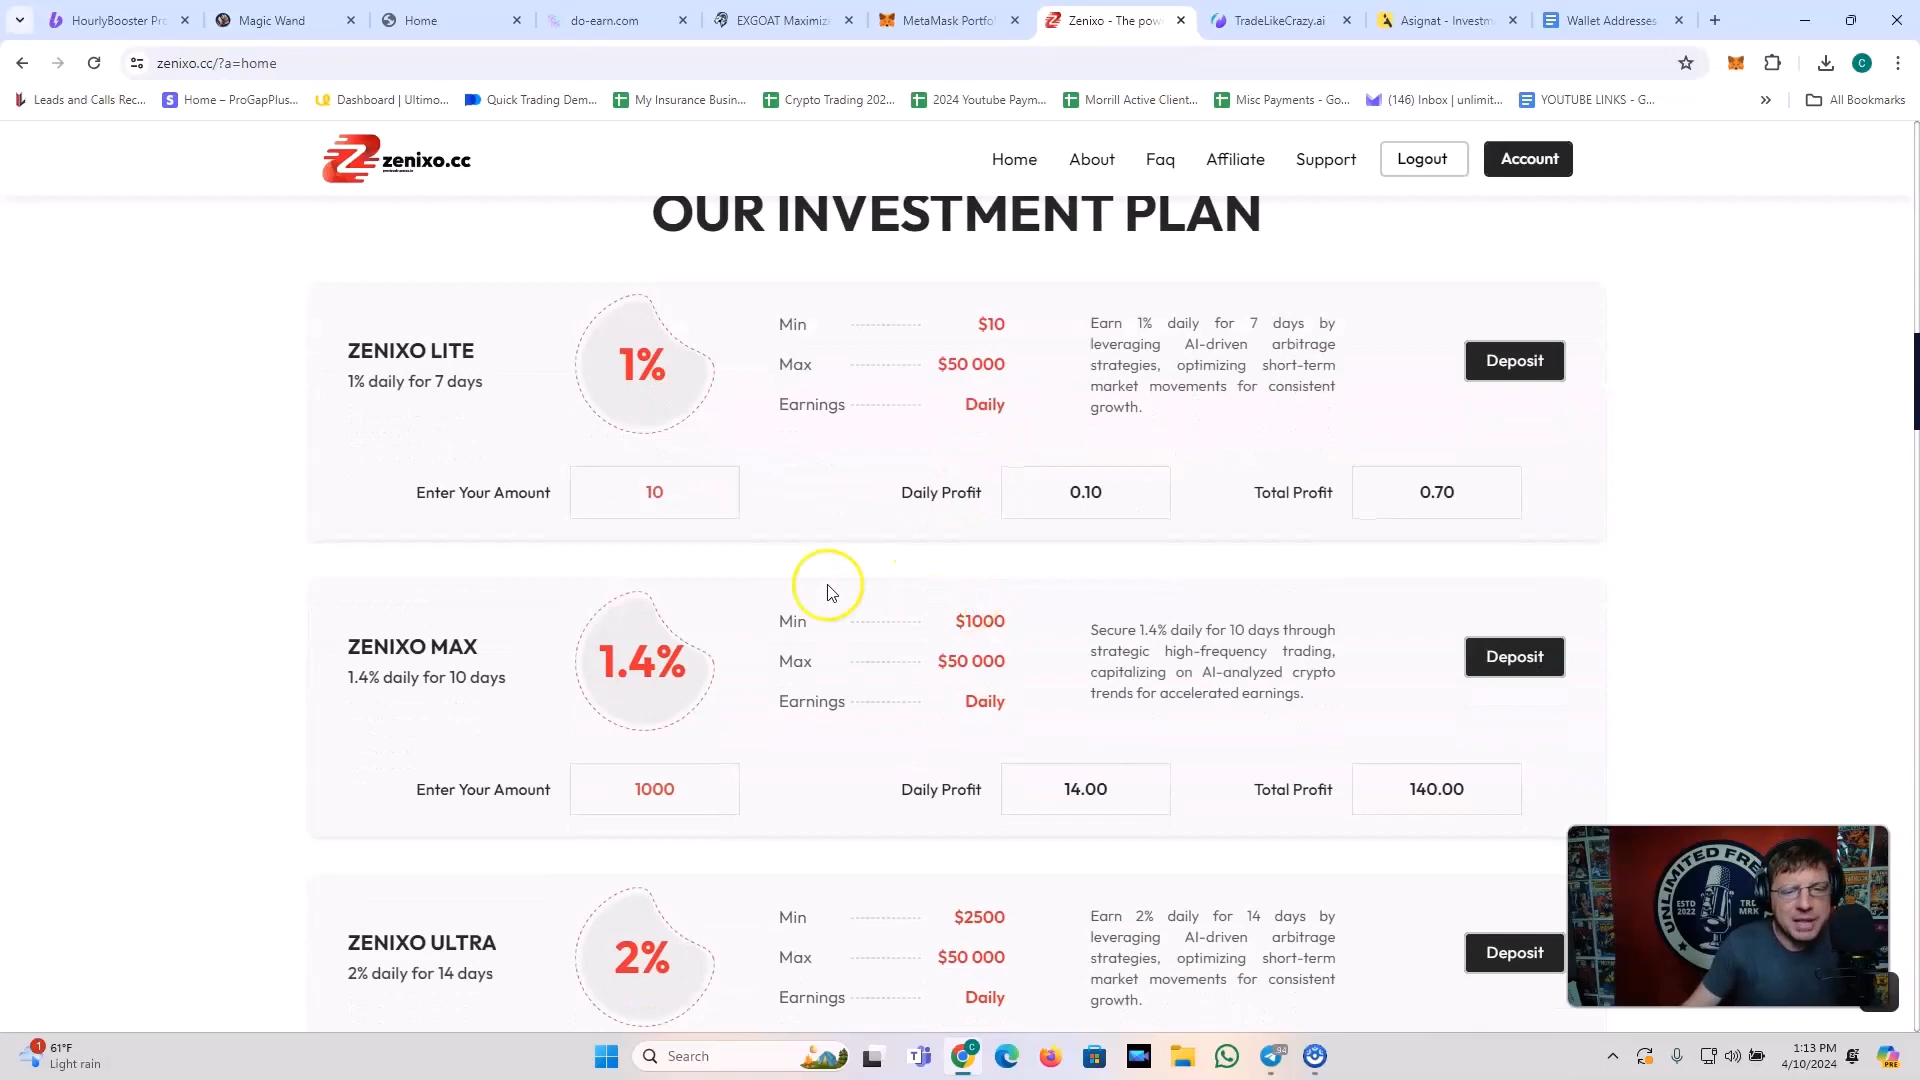 HourlyBooster Pro
Magic Wand
Home
do-earn.com
EXGOAT Maximiz
MetaMask Portfo
Zenixo - The pow
TradeLikeCrazy.ai
Asignat - Investm
Wallet Addresses
zenixo.cc/?a=home
C
Leads and Calls Rec...
Home – ProGapPlus...
Dashboard | Ultimo...
Quick Trading Dem...
My Insurance Busin...
Crypto Trading 202...
2024 Youtube Paym...
Morrill Active Client...
Misc Payments - Go...
(146) Inbox | unlimit...
YOUTUBE LINKS - G...
All Bookmarks
zenixo.cc
Home
About
Faq
Affiliate
Support
Logout
Account
OUR INVESTMENT PLAN
ZENIXO LITE
1% daily for 7 days
1%
Min $10
Max $50 000
Earnings Daily
Earn 1% daily for 7 days by
leveraging AI-driven arbitrage
strategies, optimizing short-term
market movements for consistent
growth.
Deposit
Enter Your Amount 10
Daily Profit 0.10
Total Profit 0.70
ZENIXO MAX
1.4% daily for 10 days
1.4%
Min $1000
Max $50 000
Earnings Daily
Secure 1.4% daily for 10 days through
strategic high-frequency trading,
capitalizing on AI-analyzed crypto
trends for accelerated earnings.
Deposit
Enter Your Amount 1000
Daily Profit 14.00
Total Profit 140.00
ZENIXO ULTRA
2% daily for 14 days
2%
Min $2500
Max $50 000
Earnings Daily
Earn 2% daily for 14 days by
leveraging AI-driven arbitrage
strategies, optimizing short-term
market movements for consistent
growth.
Deposit
UNLIMITED FRE
ESTD
2022
TRD
MRK
1
61°F
Light rain
Search
C
94
1:13 PM
4/10/2024
PRE